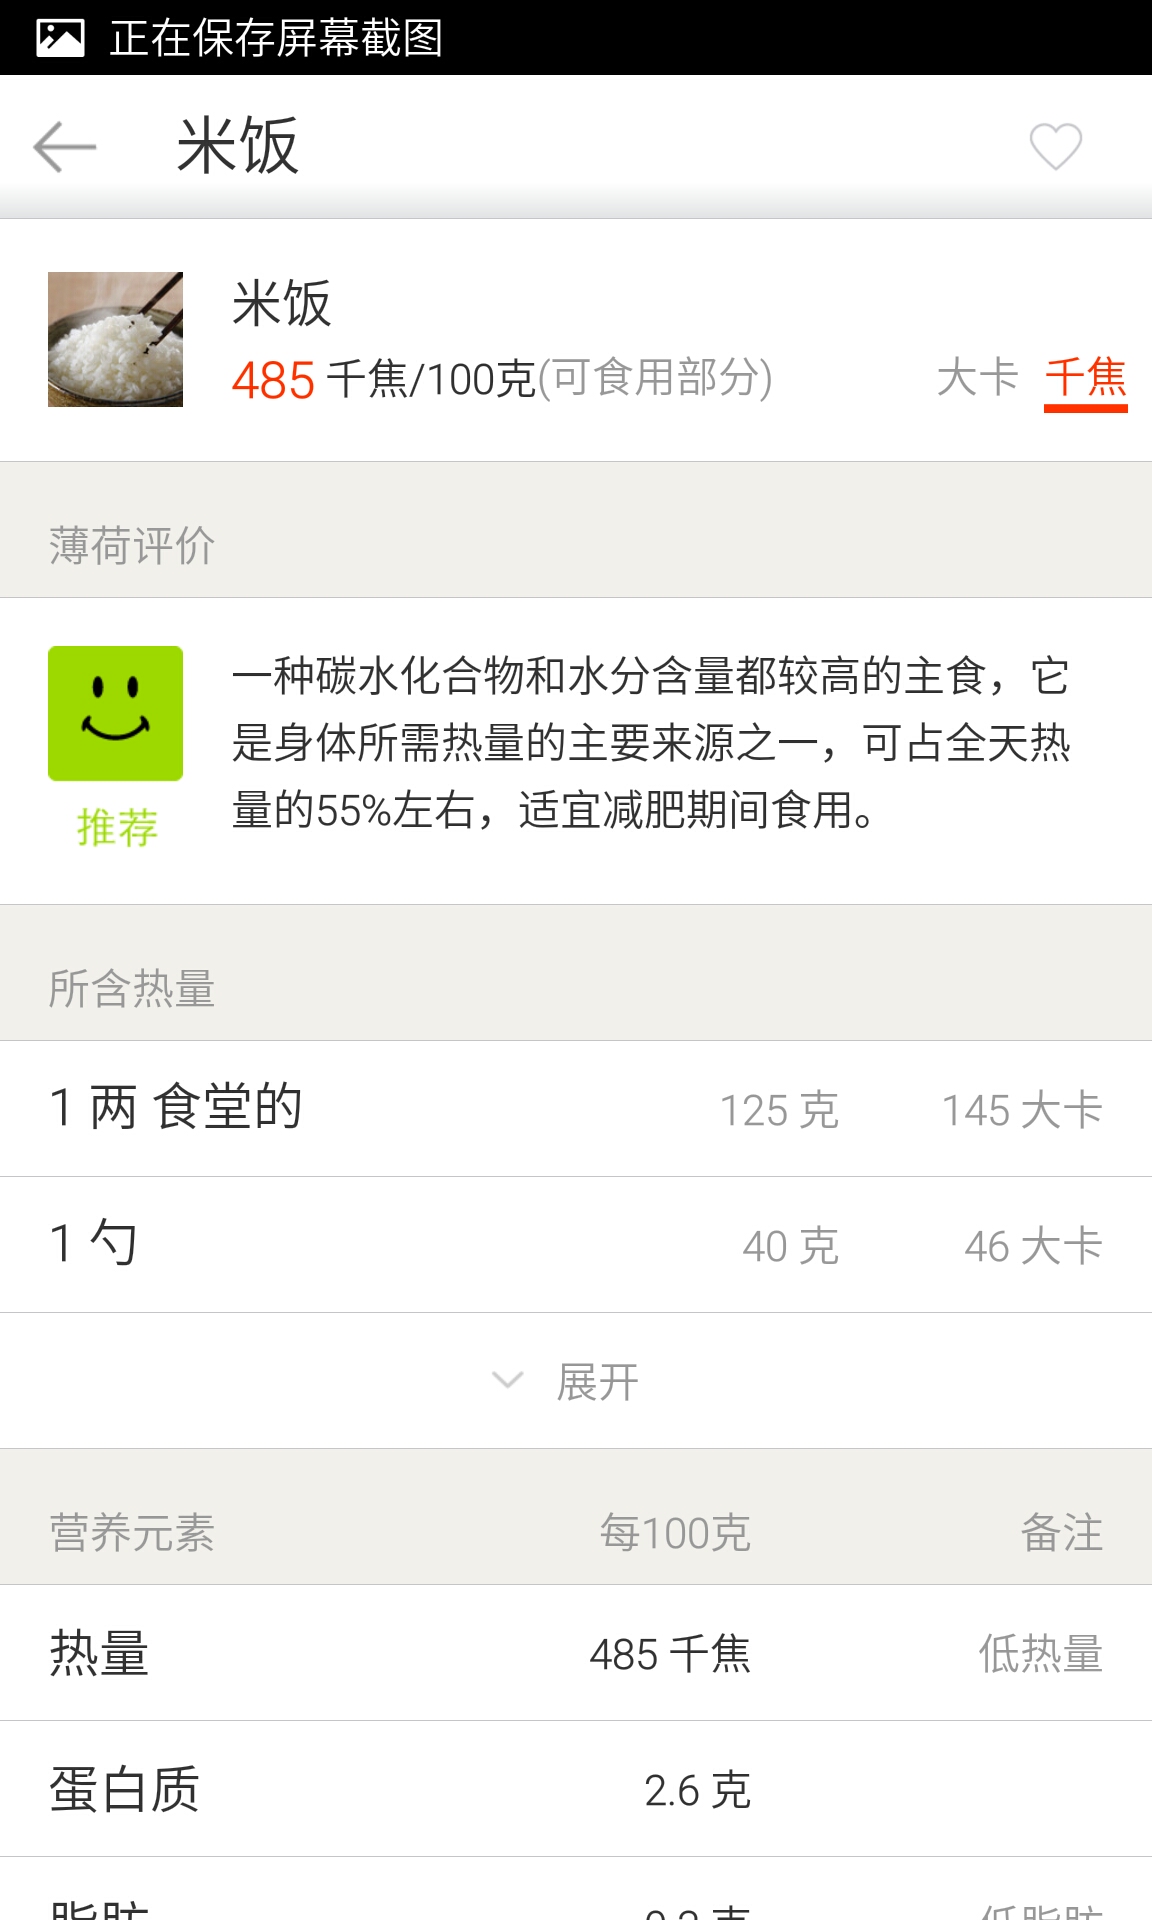 正在保存屏幕截图
米饭
米饭
485 千焦/100克(可食用部分)
大卡 千焦
薄荷评价
一种碳水化合物和水分含量都较高的主食，它
是身体所需热量的主要来源之一，可占全天热
量的55%左右，适宜减肥期间食用。
推荐
所含热量
1 两 食堂的 125 克 145 大卡
1 勺 40 克 46 大卡
展开
营养元素 每100克 备注
热量 485 千焦 低热量
蛋白质 2.6 克
脂肪 克 低脂肪